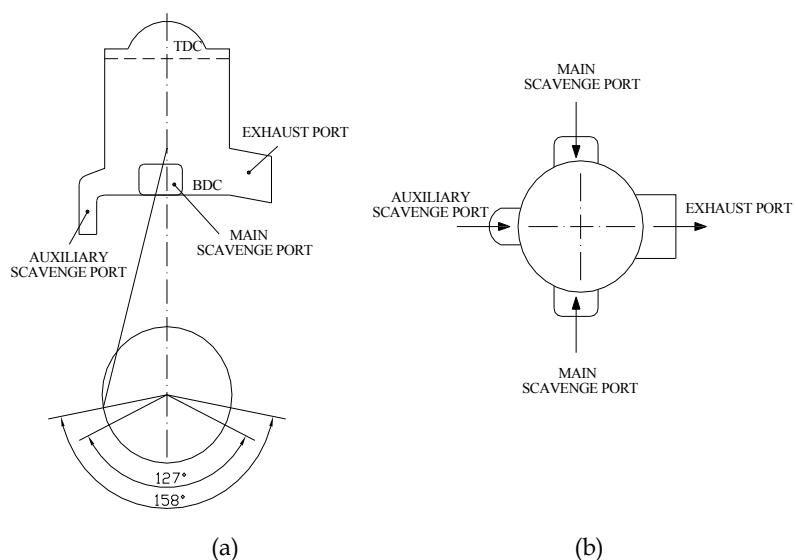 TDC
EXHAUST PORT
BDC
MAIN
SCAVENGE PORT
AUXILIARY
SCAVENGE PORT
127°
158°
(a)
MAIN
SCAVENGE PORT
AUXILIARY
SCAVENGE PORT
EXHAUST PORT
MAIN
SCAVENGE PORT
(b)